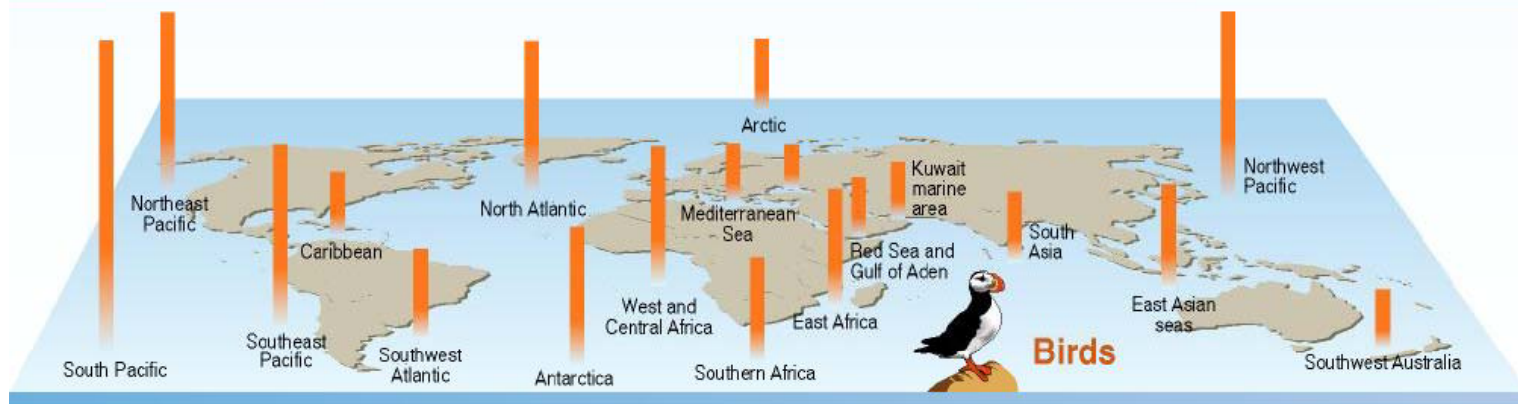 Arctic
Northeast
Pacific
North Atlantic
Mediterranean
Sea
Kuwait
marine
area
Northwest
Pacific
Caribbean
Red Sea and
Gulf of Aden
South
Asia
West and
Central Africa
East Africa
East Asian
seas
South Pacific
Southeast
Pacific
Southwest
Atlantic
Antarctica
Southern Africa
Birds
Southwest Australia